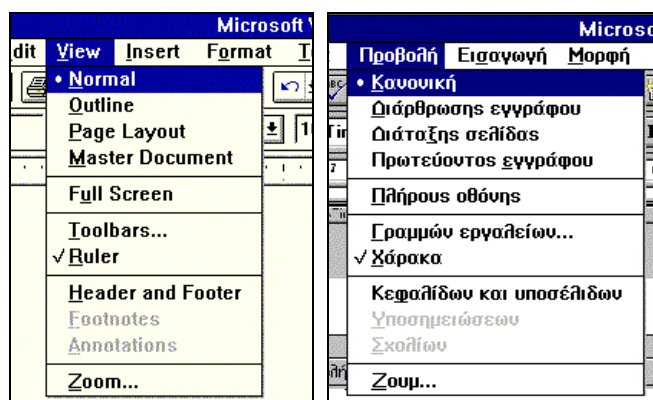 Microsoft
dit View Insert Format T
Normal
Outline
Page Layout
Master Document
Full Screen
Toolbars...
√ Ruler
Header and Footer
Footnotes
Annotations
Zoom...
Microso
Προβολή Εισαγωγή Μορφή
Κανονική
Διάρθρωσης εγγράφου
Διάταξης σελίδας
Πρωτεύοντος εγγράφου
Πλήρους οθόνης
Γραμμών εργαλείων...
√ Χάρακα
Κεφαλίδων και υποσέλιδων
Υποσημειώσεων
Σχολίων
Ζουμ...